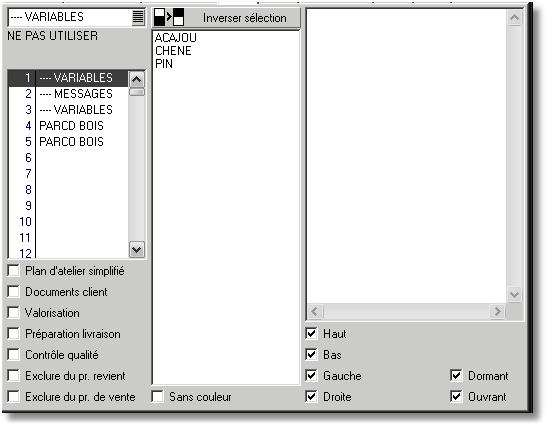 ---- VARIABLES
NE PAS UTILISER
1 ---- VARIABLES
2 ---- MESSAGES
3 ---- VARIABLES
4 PARCD BOIS
5 PARCO BOIS
6
7
8
9
10
11
12
Plan d'atelier simplifié
Documents client
Valorisation
Préparation livraison
Contrôle qualité
Exclure du pr. revient
Exclure du pr. de vente
Inverser sélection
ACAJOU
CHENE
PIN
Sans couleur
Haut
Bas
Gauche
Droite
Dormant
Ouvrant